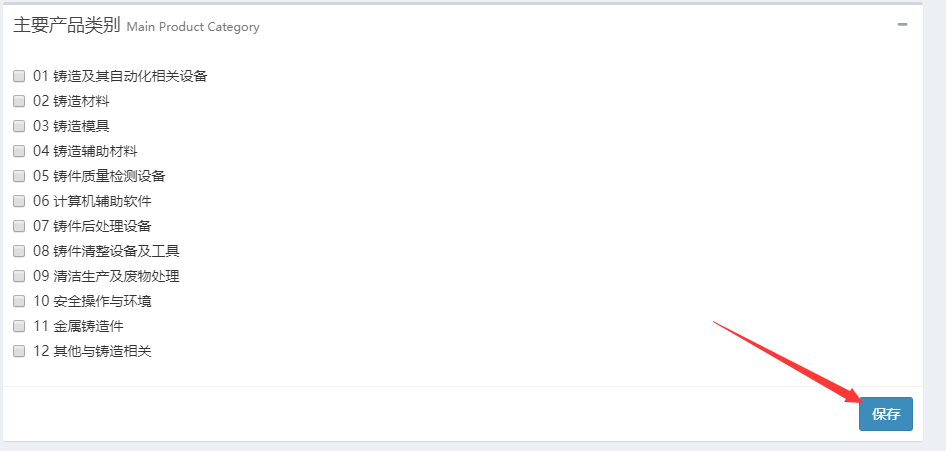 主要产品类别 Main Product Category
01 铸造及其自动化相关设备
02 铸造材料
03 铸造模具
04 铸造辅助材料
05 铸件质量检测设备
06 计算机辅助软件
07 铸件后处理设备
08 铸件清整设备及工具
09 清洁生产及废物处理
10 安全操作与环境
11 金属铸造件
12 其他与铸造相关
保存